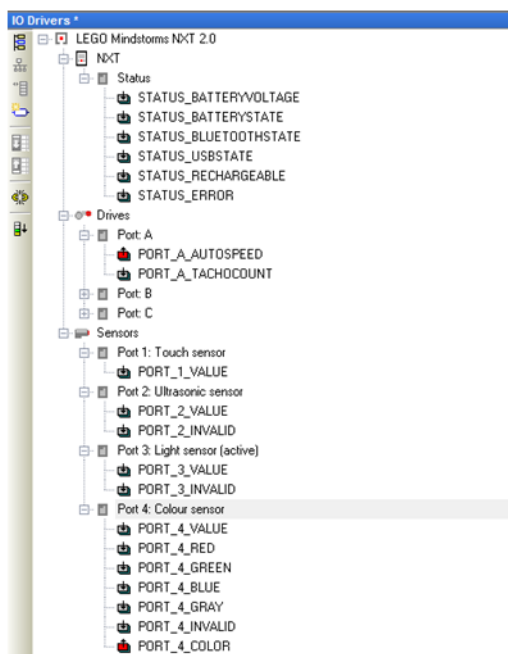 IO Drivers *
LEGO Mindstorms NXT 2.0
NXT
Status
STATUS_BATTERYVOLTAGE
STATUS_BATTERYSTATE
STATUS_BLUETOOTHSTATE
STATUS_USBSTATE
STATUS_RECHARGEABLE
STATUS_ERROR
Drives
Port: A
PORT_A_AUTOSPEED
PORT_A_TACHOCOUNT
Port: B
Port: C
Sensors
Port 1: Touch sensor
PORT_1_VALUE
Port 2: Ultrasonic sensor
PORT_2_VALUE
PORT_2_INVALID
Port 3: Light sensor (active)
PORT_3_VALUE
PORT_3_INVALID
Port 4: Colour sensor
PORT_4_VALUE
PORT_4_RED
PORT_4_GREEN
PORT_4_BLUE
PORT_4_GRAY
PORT_4_INVALID
PORT_4_COLOR